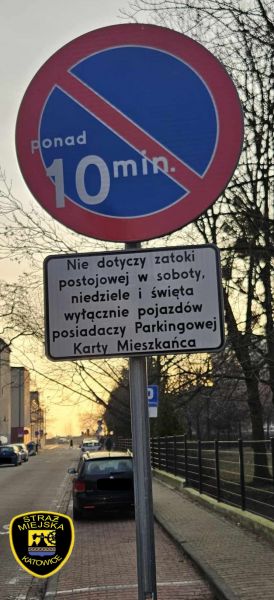 ponad
10 min.
Nie dotyczy zatoki
postojowej w soboty,
niedziele i święta
wyłącznie pojazdów
posiadaczy Parkingowej
Karty Mieszkańca
STRAŻ
MIEJSKA
KATOWICE